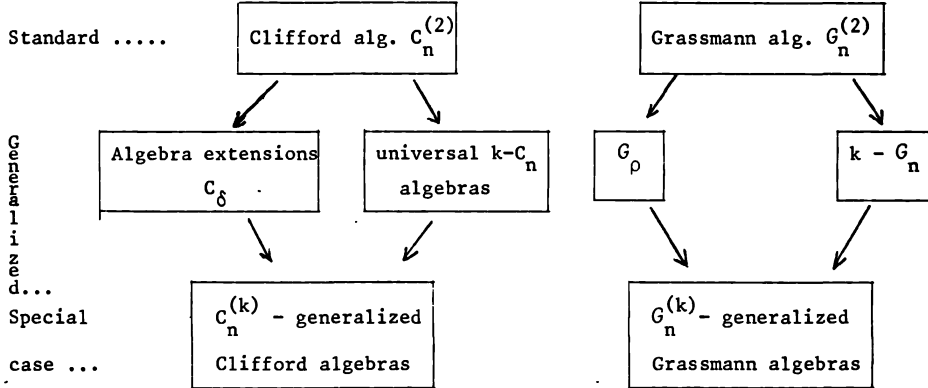 Standard ..... Clifford alg. C_n^(2) Grassmann alg. G_n^(2)
Generalized...
Algebra extensions universal k-C_n G_ρ k - G_n
C_δ algebras
Special C_n^(k) - generalized G_n^(k)- generalized
case ... Clifford algebras Grassmann algebras